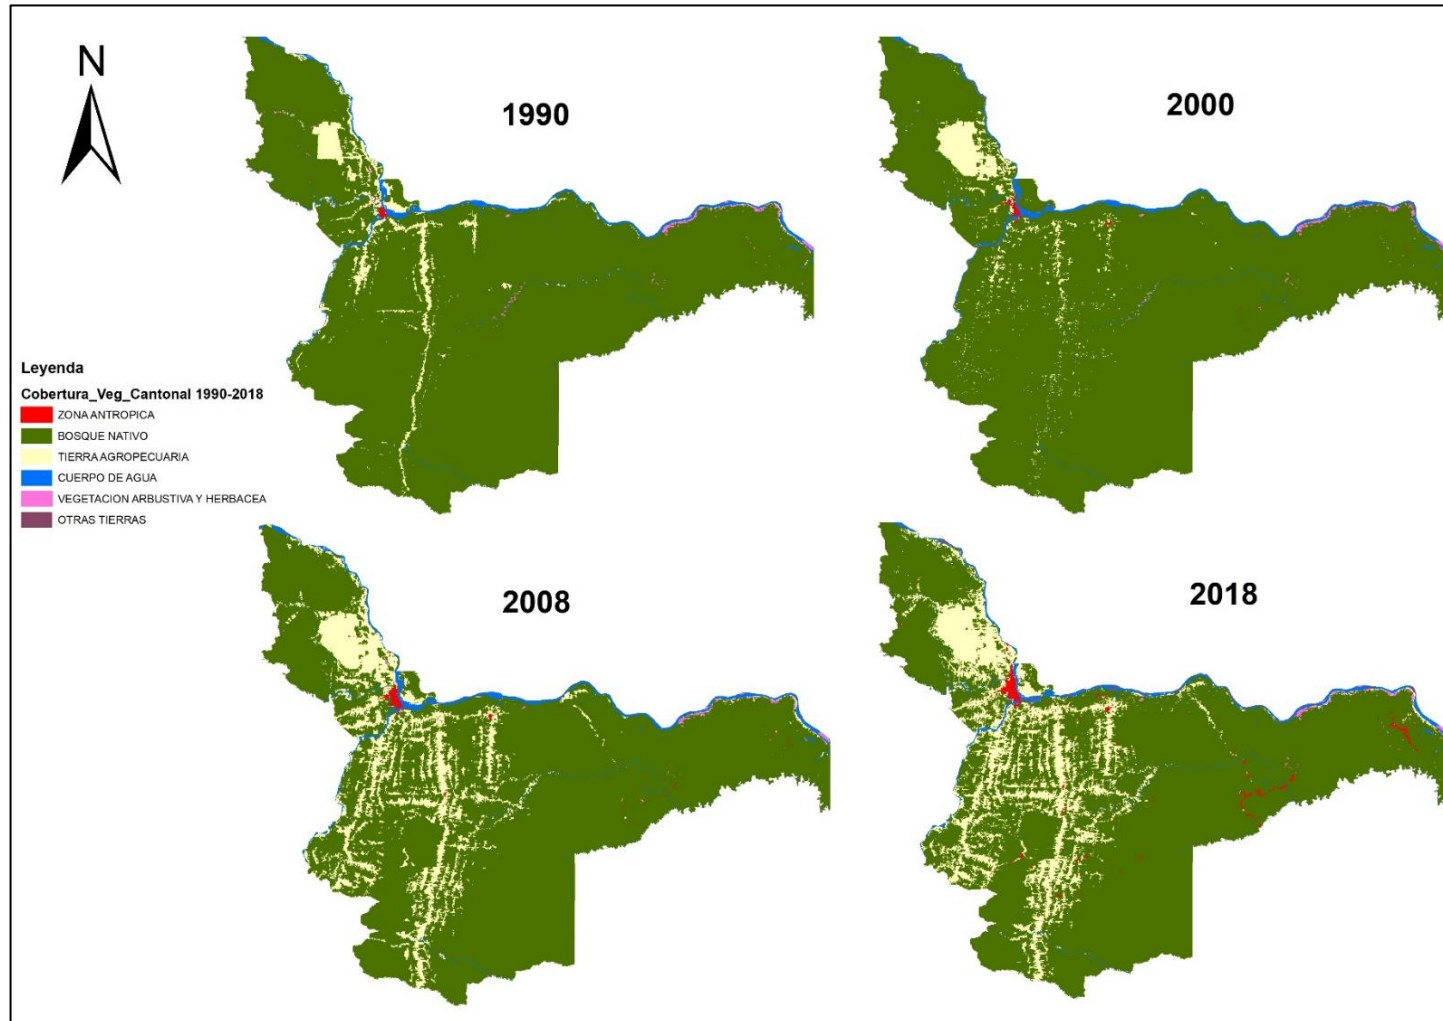 N
1990
2000
Leyenda
Cobertura_Veg_Cantonal 1990-2018
ZONA ANTROPICA
BOSQUE NATIVO
TIERRA AGROPECUARIA
CUERPO DE AGUA
VEGETACION ARBUSTIVA Y HERBACEA
OTRAS TIERRAS
2008
2018